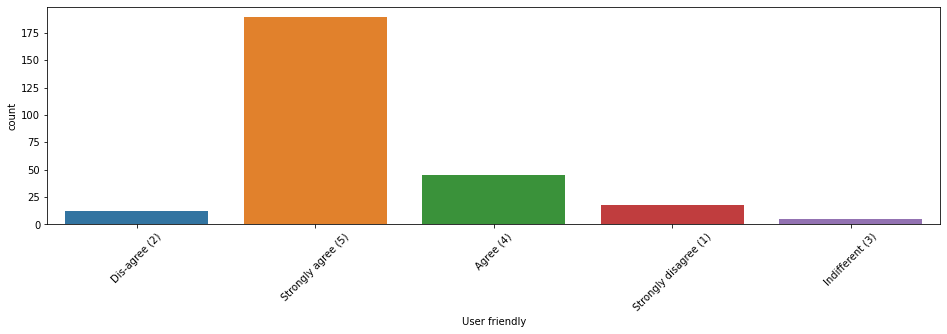 175
150
125
100
75
50
25
0
count
Dis-agree (2)
Strongly agree (5)
Agree (4)
Strongly disagree (1)
Indifferent (3)
User friendly